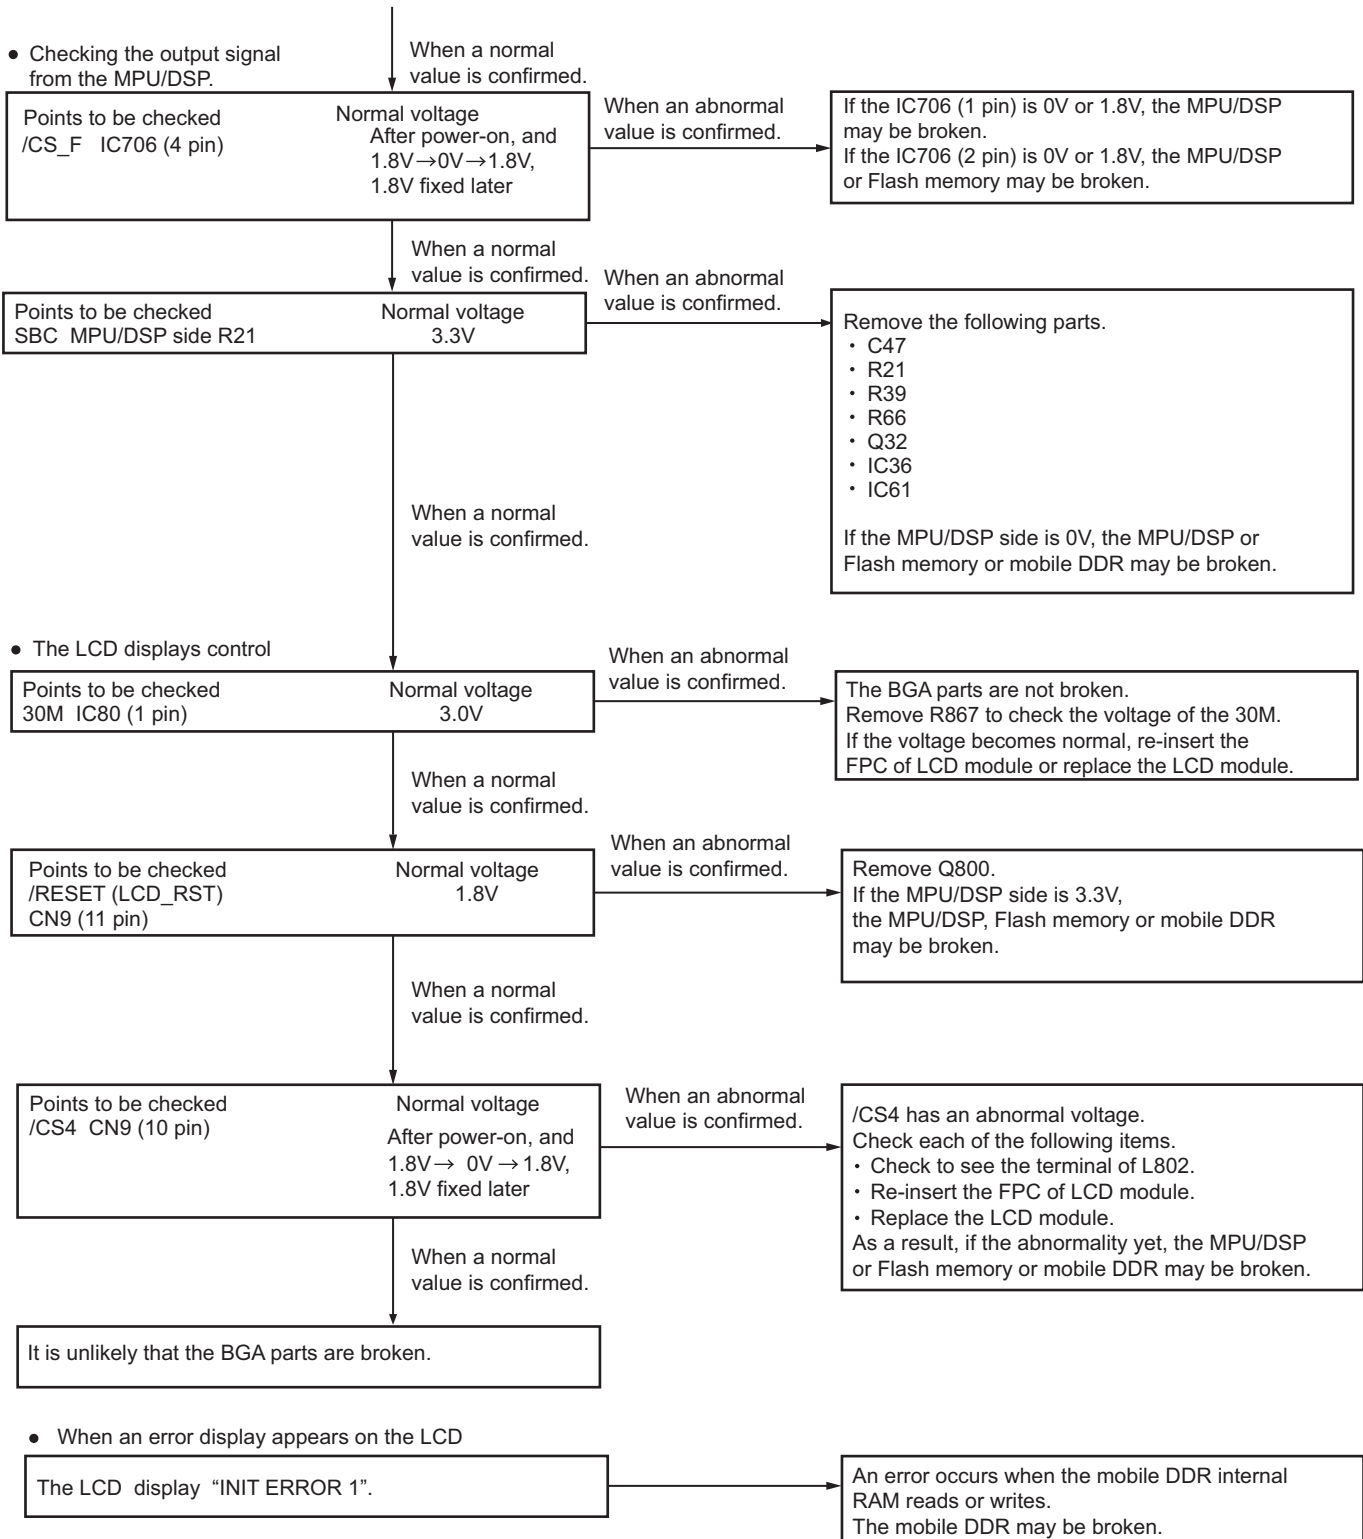 ● Checking the output signal
from the MPU/DSP.
When a normal
value is confirmed.
Points to be checked
/CS_F IC706 (4 pin)
Normal voltage
After power-on, and
1.8V→0V→1.8V,
1.8V fixed later
When an abnormal
value is confirmed.
If the IC706 (1 pin) is 0V or 1.8V, the MPU/DSP
may be broken.
If the IC706 (2 pin) is 0V or 1.8V, the MPU/DSP
or Flash memory may be broken.
When a normal
value is confirmed.
Points to be checked
SBC MPU/DSP side R21
Normal voltage
3.3V
When an abnormal
value is confirmed.
Remove the following parts.
・ C47
・ R21
・ R39
・ R66
・ Q32
・ IC36
・ IC61
If the MPU/DSP side is 0V, the MPU/DSP or
Flash memory or mobile DDR may be broken.
When a normal
value is confirmed.
● The LCD displays control
Points to be checked
30M IC80 (1 pin)
Normal voltage
3.0V
When an abnormal
value is confirmed.
The BGA parts are not broken.
Remove R867 to check the voltage of the 30M.
If the voltage becomes normal, re-insert the
FPC of LCD module or replace the LCD module.
When a normal
value is confirmed.
Points to be checked
/RESET (LCD_RST)
CN9 (11 pin)
Normal voltage
1.8V
When an abnormal
value is confirmed.
Remove Q800.
If the MPU/DSP side is 3.3V,
the MPU/DSP, Flash memory or mobile DDR
may be broken.
When a normal
value is confirmed.
Points to be checked
/CS4 CN9 (10 pin)
Normal voltage
After power-on, and
1.8V→ 0V →1.8V,
1.8V fixed later
When an abnormal
value is confirmed.
/CS4 has an abnormal voltage.
Check each of the following items.
・ Check to see the terminal of L802.
・ Re-insert the FPC of LCD module.
・ Replace the LCD module.
As a result, if the abnormality yet, the MPU/DSP
or Flash memory or mobile DDR may be broken.
When a normal
value is confirmed.
It is unlikely that the BGA parts are broken.
● When an error display appears on the LCD
The LCD display “INIT ERROR 1”.
An error occurs when the mobile DDR internal
RAM reads or writes.
The mobile DDR may be broken.